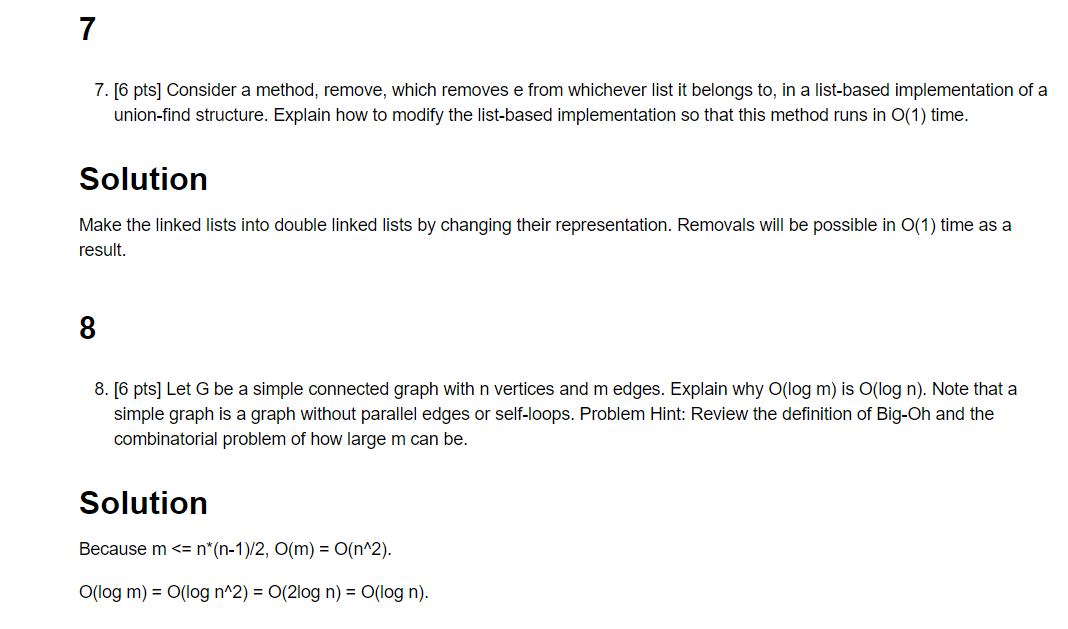 7
7. [6 pts] Consider a method, remove, which removes e from whichever list it belongs to, in a list-based implementation of a
union-find structure. Explain how to modify the list-based implementation so that this method runs in O(1) time.
Solution
Make the linked lists into double linked lists by changing their representation. Removals will be possible in O(1) time as a
result.
8
8. [6 pts] Let G be a simple connected graph with n vertices and m edges. Explain why O(log m) is O(log n). Note that a
simple graph is a graph without parallel edges or self-loops. Problem Hint: Review the definition of Big-Oh and the
combinatorial problem of how large m can be.
Solution
Because m <= n*(n-1)/2, O(m) = O(n^2).
O(log m) = O(log n^2) = O(2log n) = O(log n).